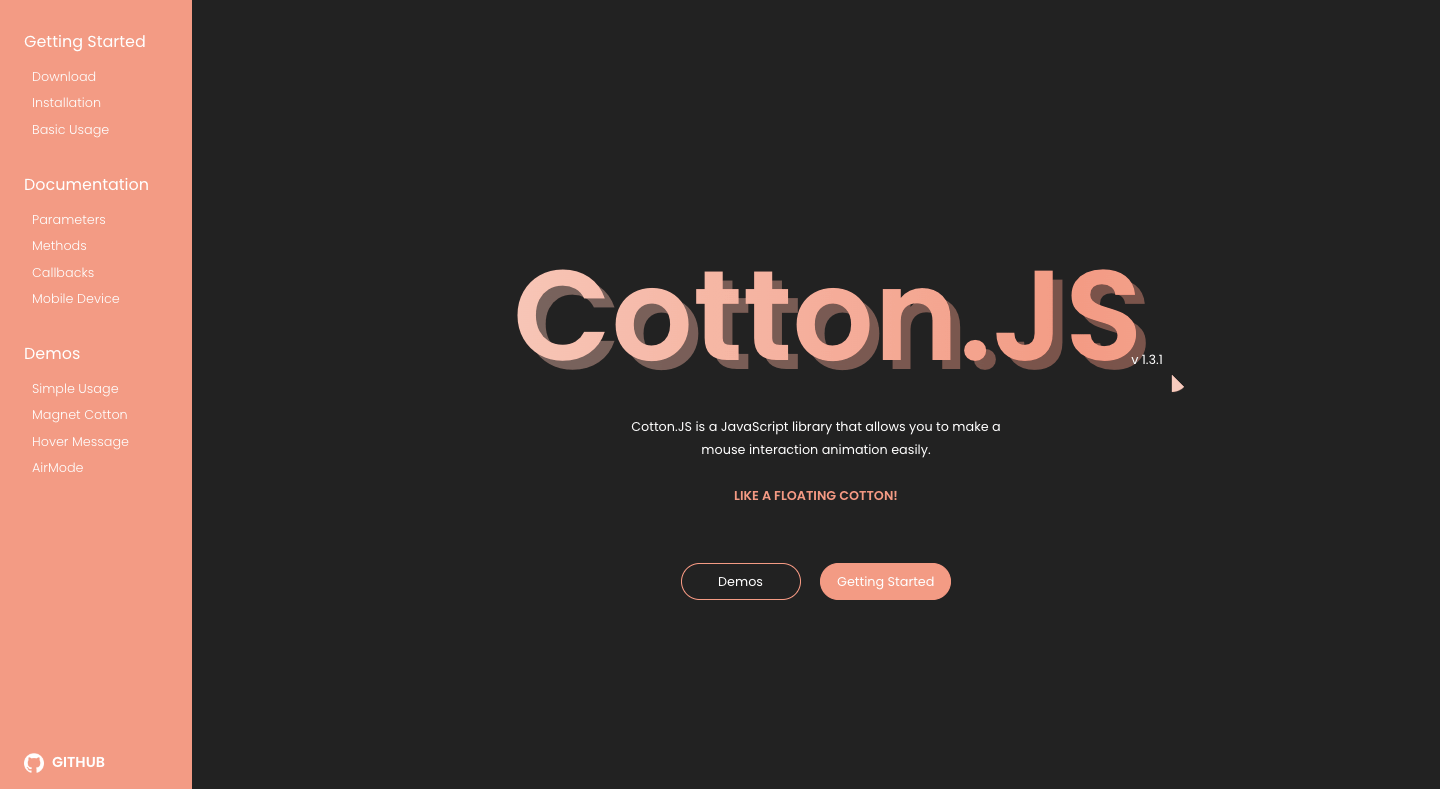 Getting Started
Download
Installation
Basic Usage
Documentation
Parameters
Methods
Callbacks
Mobile Device
Demos
Simple Usage
Magnet Cotton
Hover Message
AirMode
GITHUB
Cotton.JS
v 1.3.1
Cotton.JS is a JavaScript library that allows you to make a
mouse interaction animation easily.
LIKE A FLOATING COTTON!
Demos
Getting Started